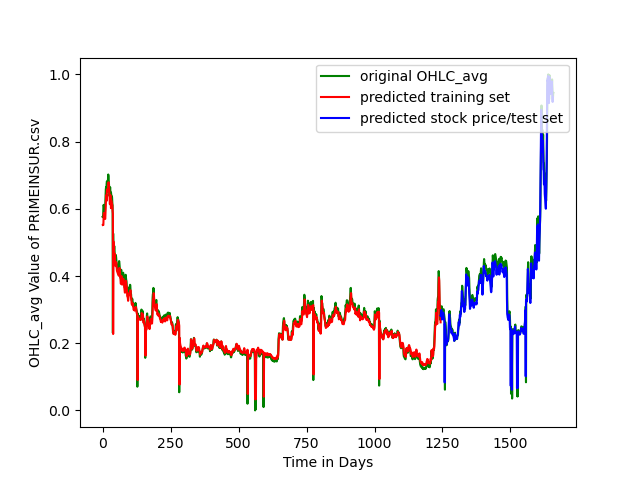 original OHLC_avg
predicted training set
predicted stock price/test set
OHLC_avg Value of PRIMEINSUR.csv
1.0
0.8
0.6
0.4
0.2
0.0
0 250 500 750 1000 1250 1500
Time in Days